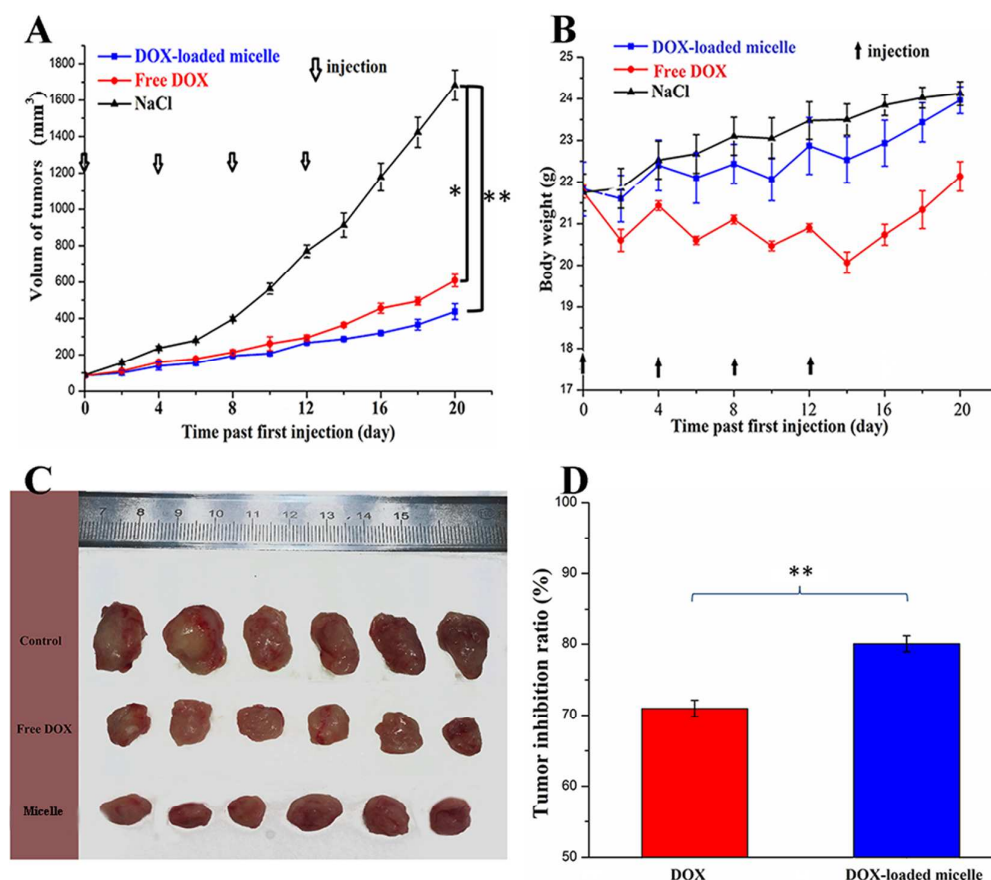 A
DOX-loaded micelle
Free DOX
NaCl
injection
Volum of tumors (mm³)
1800
1600
1400
1200
1000
800
600
400
200
0
*
**
0 4 8 12 16 20
Time past first injection (day)
B
DOX-loaded micelle
Free DOX
NaCl
injection
Body weight (g)
26
25
24
23
22
21
20
19
18
17
0 4 8 12 16 20
Time past first injection (day)
C
7 8 9 10 11 12 13 14 15
Control
Free DOX
Micelle
D
Tumor inhibition ratio (%)
100
90
80
70
60
50
**
DOX DOX-loaded micelle